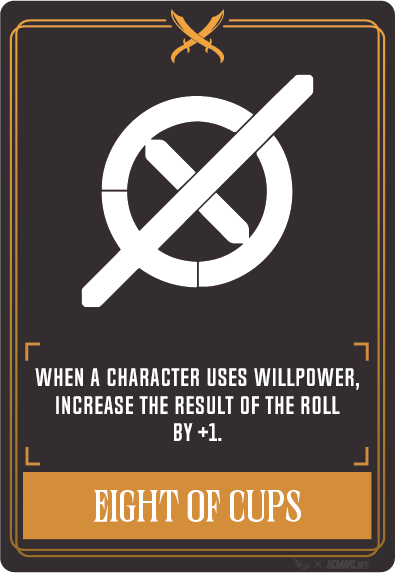 WHEN A CHARACTER USES WILLPOWER,
INCREASE THE RESULT OF THE ROLL
BY +1.
EIGHT OF CUPS